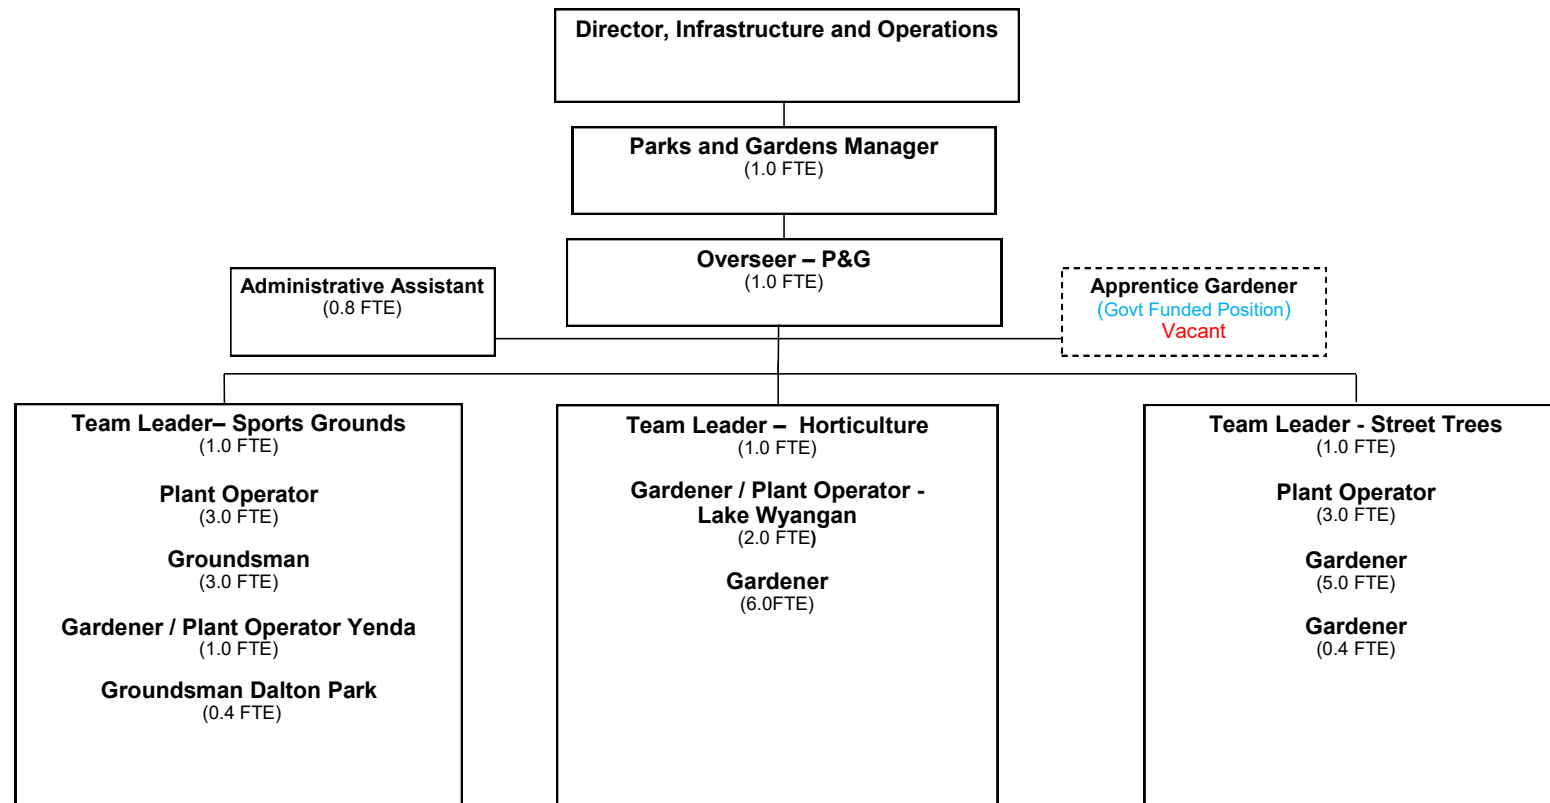 Director, Infrastructure and Operations
Parks and Gardens Manager
(1.0 FTE)
Overseer – P&G
(1.0 FTE)
Administrative Assistant
(0.8 FTE)
Apprentice Gardener
(Govt Funded Position)
Vacant
Team Leader– Sports Grounds
(1.0 FTE)
Plant Operator
(3.0 FTE)
Groundsman
(3.0 FTE)
Gardener / Plant Operator Yenda
(1.0 FTE)
Groundsman Dalton Park
(0.4 FTE)
Team Leader – Horticulture
(1.0 FTE)
Gardener / Plant Operator -
Lake Wyangan
(2.0 FTE)
Gardener
(6.0FTE)
Team Leader - Street Trees
(1.0 FTE)
Plant Operator
(3.0 FTE)
Gardener
(5.0 FTE)
Gardener
(0.4 FTE)